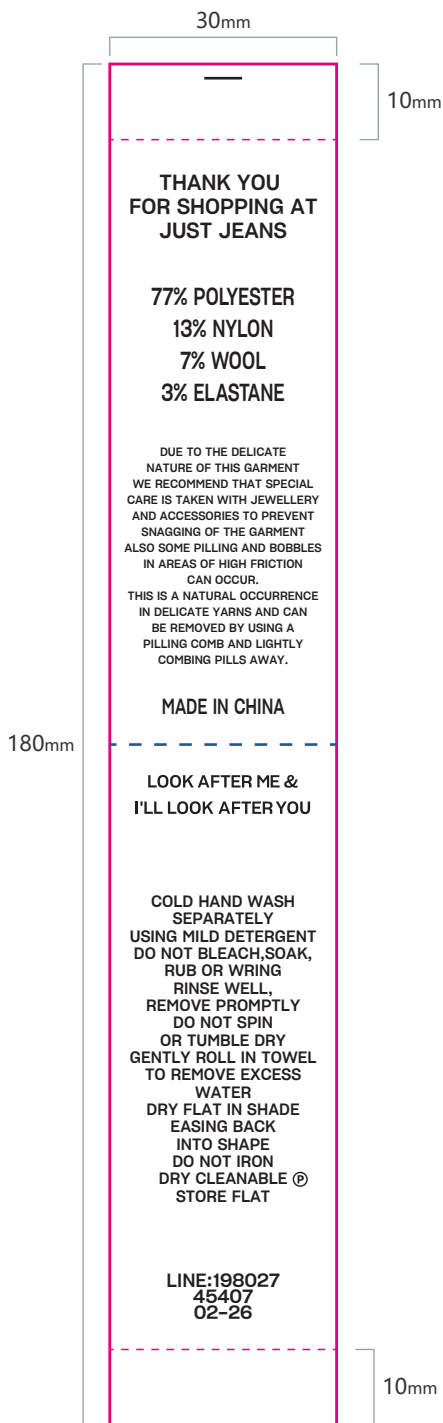 30mm
10mm
THANK YOU
FOR SHOPPING AT
JUST JEANS
77% POLYESTER
13% NYLON
7% WOOL
3% ELASTANE
DUE TO THE DELICATE
NATURE OF THIS GARMENT
WE RECOMMEND THAT SPECIAL
CARE IS TAKEN WITH JEWELLERY
AND ACCESSORIES TO PREVENT
SNAGGING OF THE GARMENT
ALSO SOME PILLING AND BOBBLES
IN AREAS OF HIGH FRICTION
CAN OCCUR.
THIS IS A NATURAL OCCURRENCE
IN DELICATE YARNS AND CAN
BE REMOVED BY USING A
PILLING COMB AND LIGHTLY
COMBING PILLS AWAY.
MADE IN CHINA
180mm
LOOK AFTER ME &
I'LL LOOK AFTER YOU
COLD HAND WASH
SEPARATELY
USING MILD DETERGENT
DO NOT BLEACH,SOAK,
RUB OR WRING
RINSE WELL,
REMOVE PROMPTLY
DO NOT SPIN
OR TUMBLE DRY
GENTLY ROLL IN TOWEL
TO REMOVE EXCESS
WATER
DRY FLAT IN SHADE
EASING BACK
INTO SHAPE
DO NOT IRON
DRY CLEANABLE Ⓟ
STORE FLAT
LINE:198027
45407
02-26
10mm